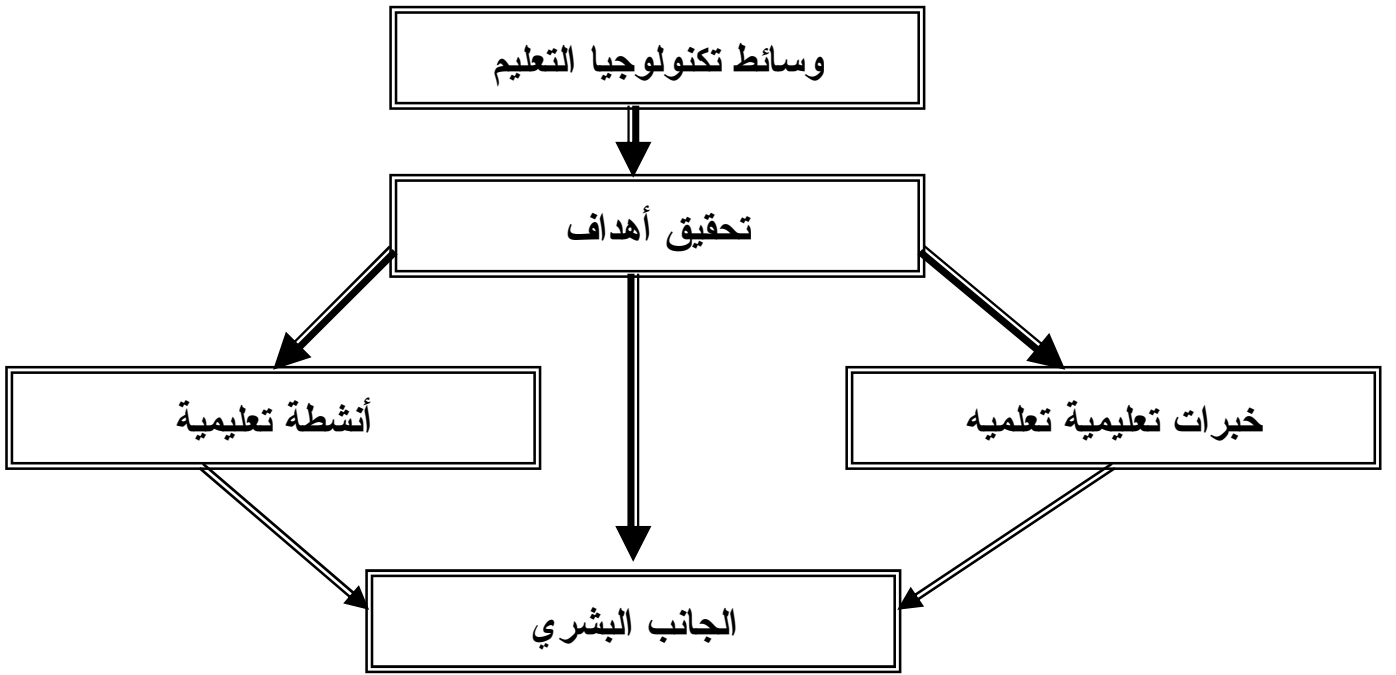 وسائط تكنولوجيا التعليم
تحقيق أهداف
خبرات تعليمية تعلميه
أنشطة تعليمية
الجانب البشري